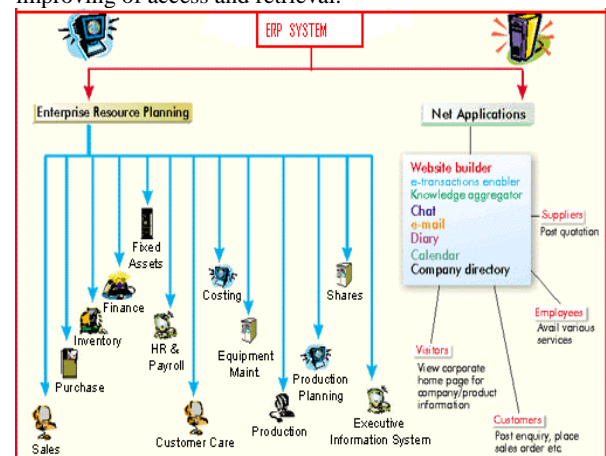 improving of access and retrieval.
ERP SYSTEM
Enterprise Resource Planning
Net Applications
Website builder
e-transactions enabler
Knowledge aggregator
Chat
e-mail
Diary
Calendar
Company directory
Suppliers
Post quotation
Employees
Avail various
services
Visitors
View corporate
home page for
company/product
information
Customers
Post enquiry, place
sales order etc
Fixed
Assets
Finance
Inventory
Purchase
Sales
HR &
Payroll
Costing
Equipment
Maint.
Customer Care
Production
Shares
Production
Planning
Executive
Information System